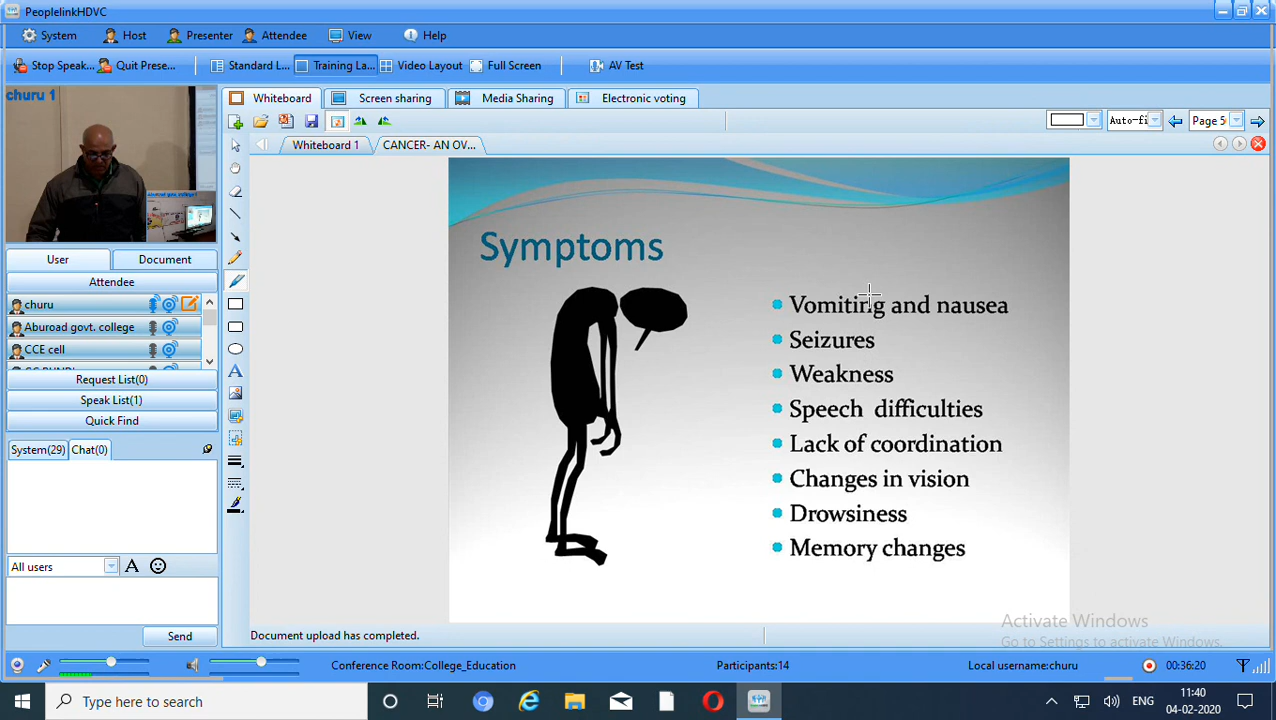 PeoplelinkHDVC
System
Host
Presenter
Attendee
View
Help
Stop Speak...
Quit Prese...
Standard L...
Training La...
Video Layout
Full Screen
AV Test
churu 1
Whiteboard
Screen sharing
Media Sharing
Electronic voting
Auto-fi
Page 5
Whiteboard 1
CANCER- AN OV...
User
Document
Attendee
churu
Aburoad govt. college
CCE cell
Request List(0)
Speak List(1)
Quick Find
System(29)
Chat(0)
All users
A
Send
Symptoms
Vomiting and nausea
Seizures
Weakness
Speech difficulties
Lack of coordination
Changes in vision
Drowsiness
Memory changes
Activate Windows
Go to Settings to activate Windows.
Document upload has completed.
Conference Room:College_Education
Participants:14
Local username:churu
00:36:20
Type here to search
ENG
11:40
04-02-2020